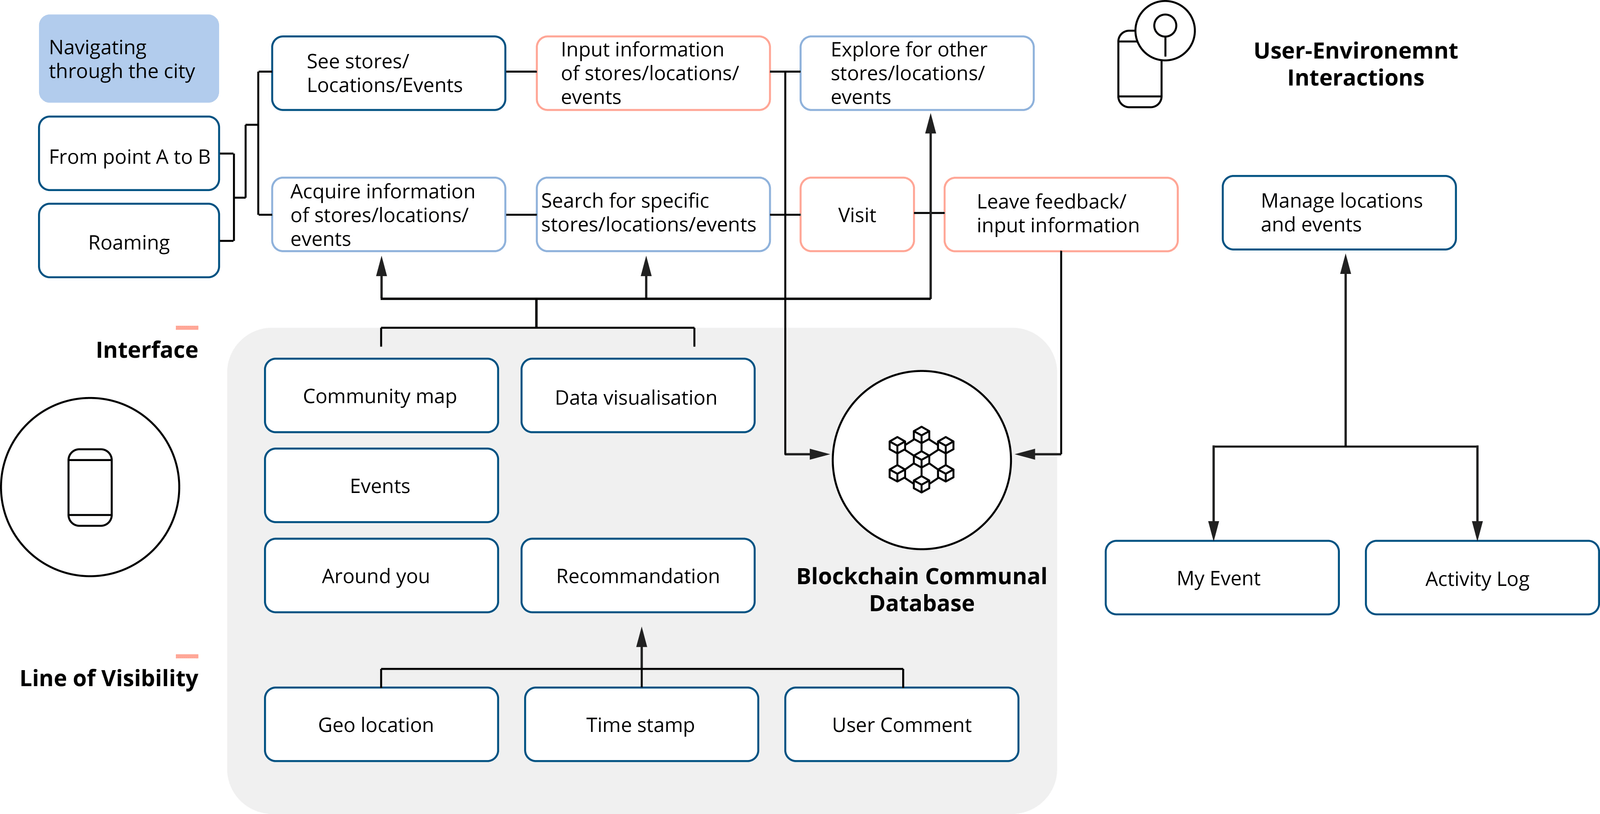 Navigating
through the city
From point A to B
Roaming
See stores/
Locations/Events
Input information
of stores/locations/
events
Explore for other
stores/locations/
events
Acquire information
of stores/locations/
events
Search for specific
stores/locations/events
Visit
Leave feedback/
input information
User-Environemnt
Interactions
Manage locations
and events
Interface
Community map
Data visualisation
Events
Around you
Recommandation
Blockchain Communal
Database
My Event
Activity Log
Line of Visibility
Geo location
Time stamp
User Comment